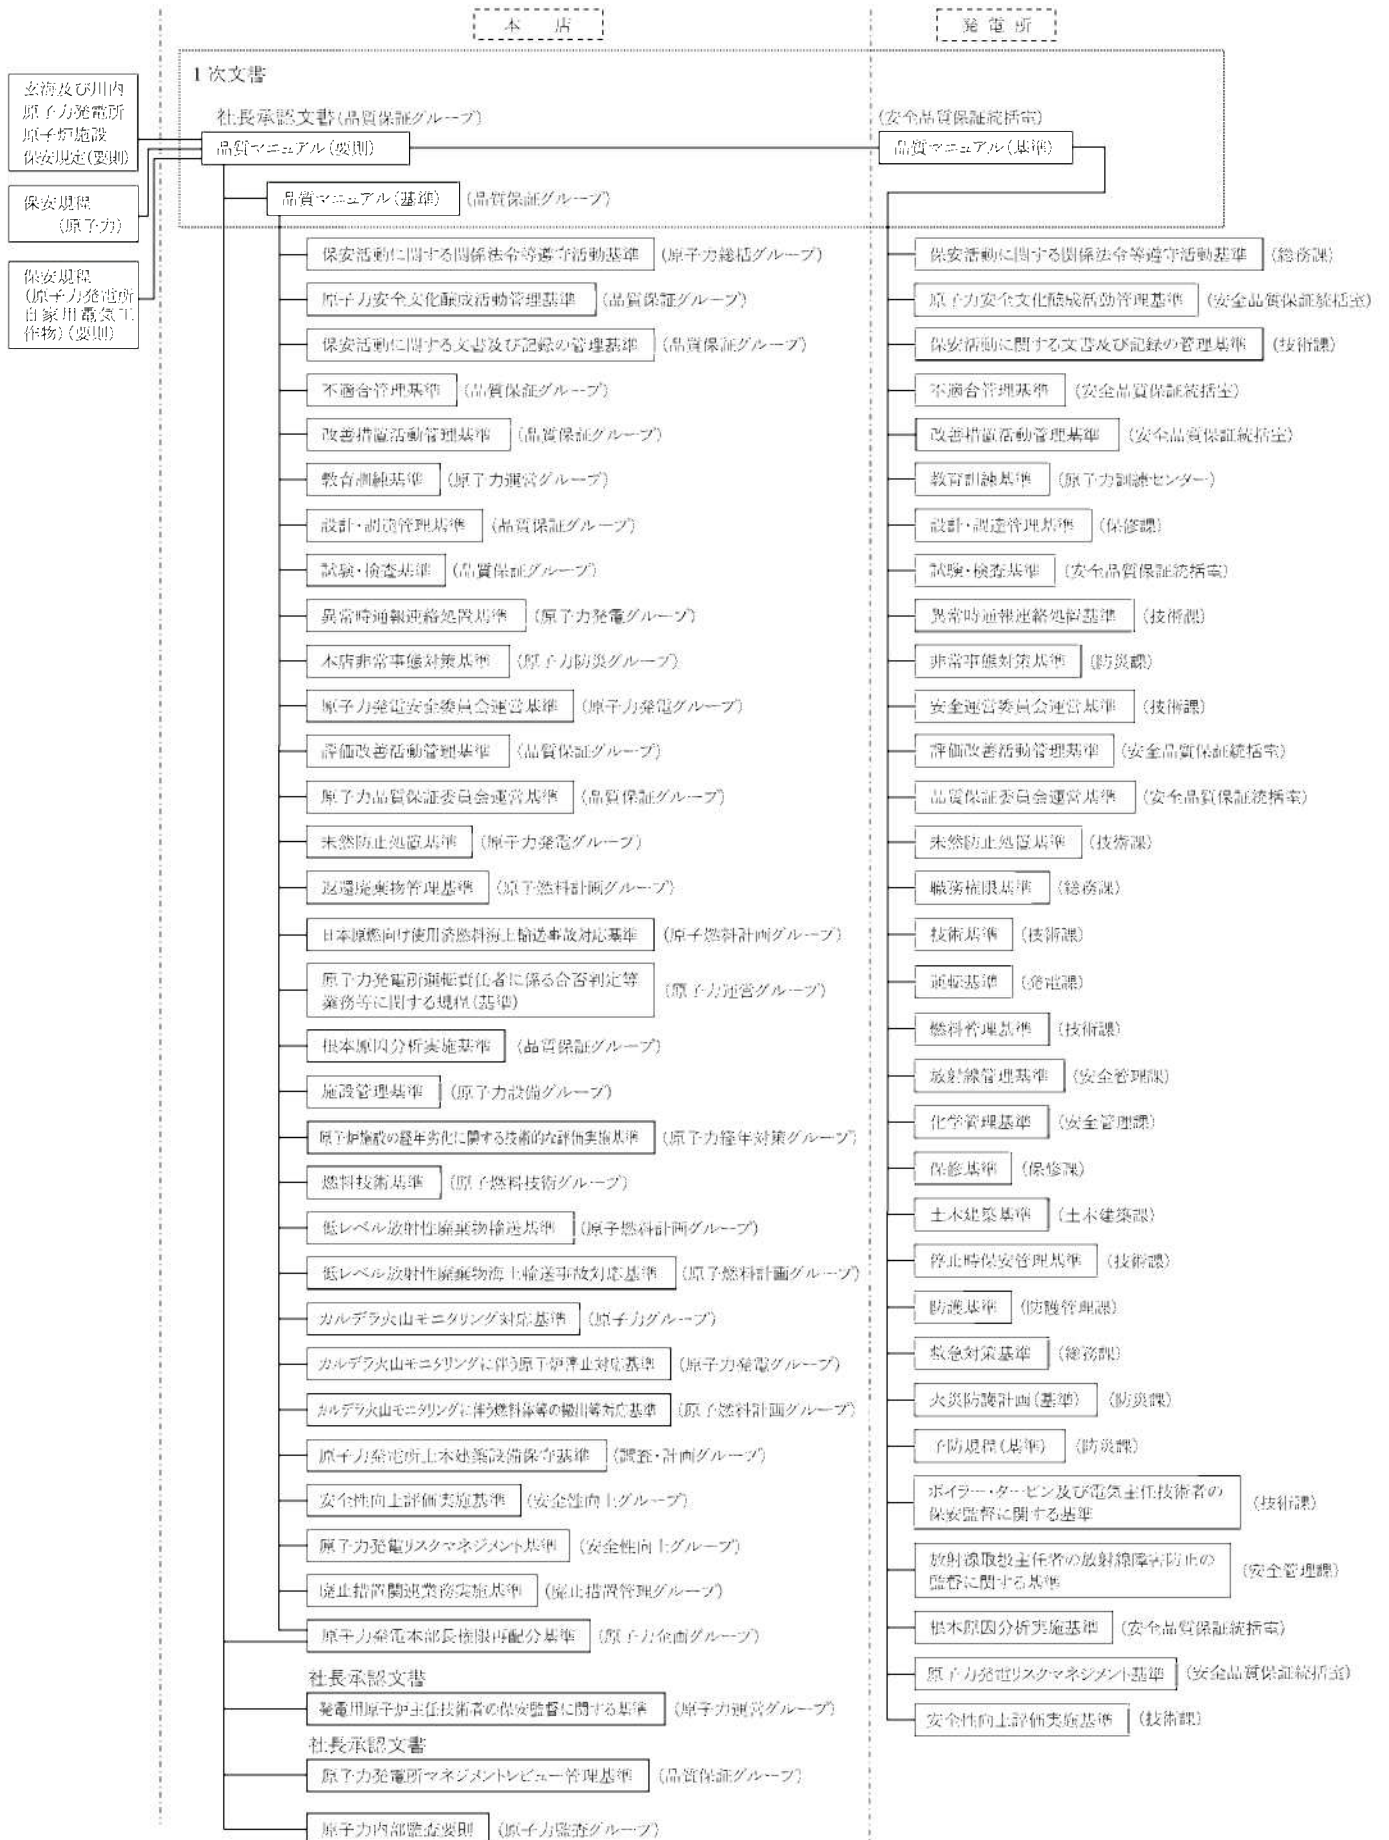 本　店
発 電 所
1 次文書
玄海及び川内
原子力発電所
原子炉施設
保安規定(要則)
保安規程
(原子力)
保安規程
(原子力発電所
自家用電気工
作物)(要則)
社長承認文書(品質保証グループ)
品質マニュアル(要則)
(安全品質保証統括室)
品質マニュアル(基準)
品質マニュアル(基準) (品質保証グループ)
保安活動に関する関係法令等遵守活動基準 (原子力総括グループ)
原子力安全文化醸成活動管理基準 (品質保証グループ)
保安活動に関する文書及び記録の管理基準 (品質保証グループ)
不適合管理基準 (品質保証グループ)
改善措置活動管理基準 (品質保証グループ)
教育訓練基準 (原子力運営グループ)
設計・調達管理基準 (品質保証グループ)
試験・検査基準 (品質保証グループ)
異常時通報連絡処置基準 (原子力発電グループ)
本店非常事態対策基準 (原子力防災グループ)
原子力発電安全委員会運営基準 (原子力発電グループ)
評価改善活動管理基準 (品質保証グループ)
原子力品質保証委員会運営基準 (品質保証グループ)
未然防止処置基準 (原子力発電グループ)
返還廃棄物管理基準 (原子燃料計画グループ)
日本原燃向け使用済燃料海上輸送事故対応基準 (原子燃料計画グループ)
原子力発電所運転責任者に係る合否判定等
業務等に関する規程(基準)
(原子力運営グループ)
根本原因分析実施基準 (品質保証グループ)
施設管理基準 (原子力設備グループ)
原子炉施設の経年劣化に関する技術的な評価実施基準 (原子力経年対策グループ)
燃料技術基準 (原子燃料技術グループ)
低レベル放射性廃棄物輸送基準 (原子燃料計画グループ)
低レベル放射性廃棄物海上輸送事故対応基準 (原子燃料計画グループ)
カルデラ火山モニタリング対応基準 (原子力グループ)
カルデラ火山モニタリングに伴う原子炉停止対応基準 (原子力発電グループ)
カルデラ火山モニタリングに伴う燃料体等の搬出等対応基準 (原子燃料計画グループ)
原子力発電所土木建築設備保守基準 (調査・計画グループ)
安全性向上評価実施基準 (安全性向上グループ)
原子力発電リスクマネジメント基準 (安全性向上グループ)
廃止措置関連業務実施基準 (廃止措置管理グループ)
原子力発電本部長権限再配分基準 (原子力企画グループ)
社長承認文書
発電用原子炉主任技術者の保安監督に関する基準 (原子力運営グループ)
社長承認文書
原子力発電所マネジメントレビュー管理基準 (品質保証グループ)
原子力内部監査要則 (原子力監査グループ)
保安活動に関する関係法令等遵守活動基準 (総務課)
原子力安全文化醸成活動管理基準 (安全品質保証統括室)
保安活動に関する文書及び記録の管理基準 (技術課)
不適合管理基準 (安全品質保証統括室)
改善措置活動管理基準 (安全品質保証統括室)
教育訓練基準 (原子力訓練センター)
設計・調達管理基準 (保修課)
試験・検査基準 (安全品質保証統括室)
異常時通報連絡処置基準 (技術課)
非常事態対策基準 (防災課)
安全運営委員会運営基準 (技術課)
評価改善活動管理基準 (安全品質保証統括室)
品質保証委員会運営基準 (安全品質保証統括室)
未然防止処置基準 (技術課)
職務権限基準 (総務課)
技術基準 (技術課)
運転基準 (発電課)
燃料管理基準 (技術課)
放射線管理基準 (安全管理課)
化学管理基準 (安全管理課)
保修基準 (保修課)
土木建築基準 (土木建築課)
停止時保安管理基準 (技術課)
防護基準 (防護管理課)
救急対策基準 (総務課)
火災防護計画(基準) (防災課)
予防規程(基準) (防災課)
ボイラー・タービン及び電気主任技術者の
保安監督に関する基準
(技術課)
放射線取扱主任者の放射線障害防止の
監督に関する基準
(安全管理課)
根本原因分析実施基準 (安全品質保証統括室)
原子力発電リスクマネジメント基準 (安全品質保証統括室)
安全性向上評価実施基準 (技術課)